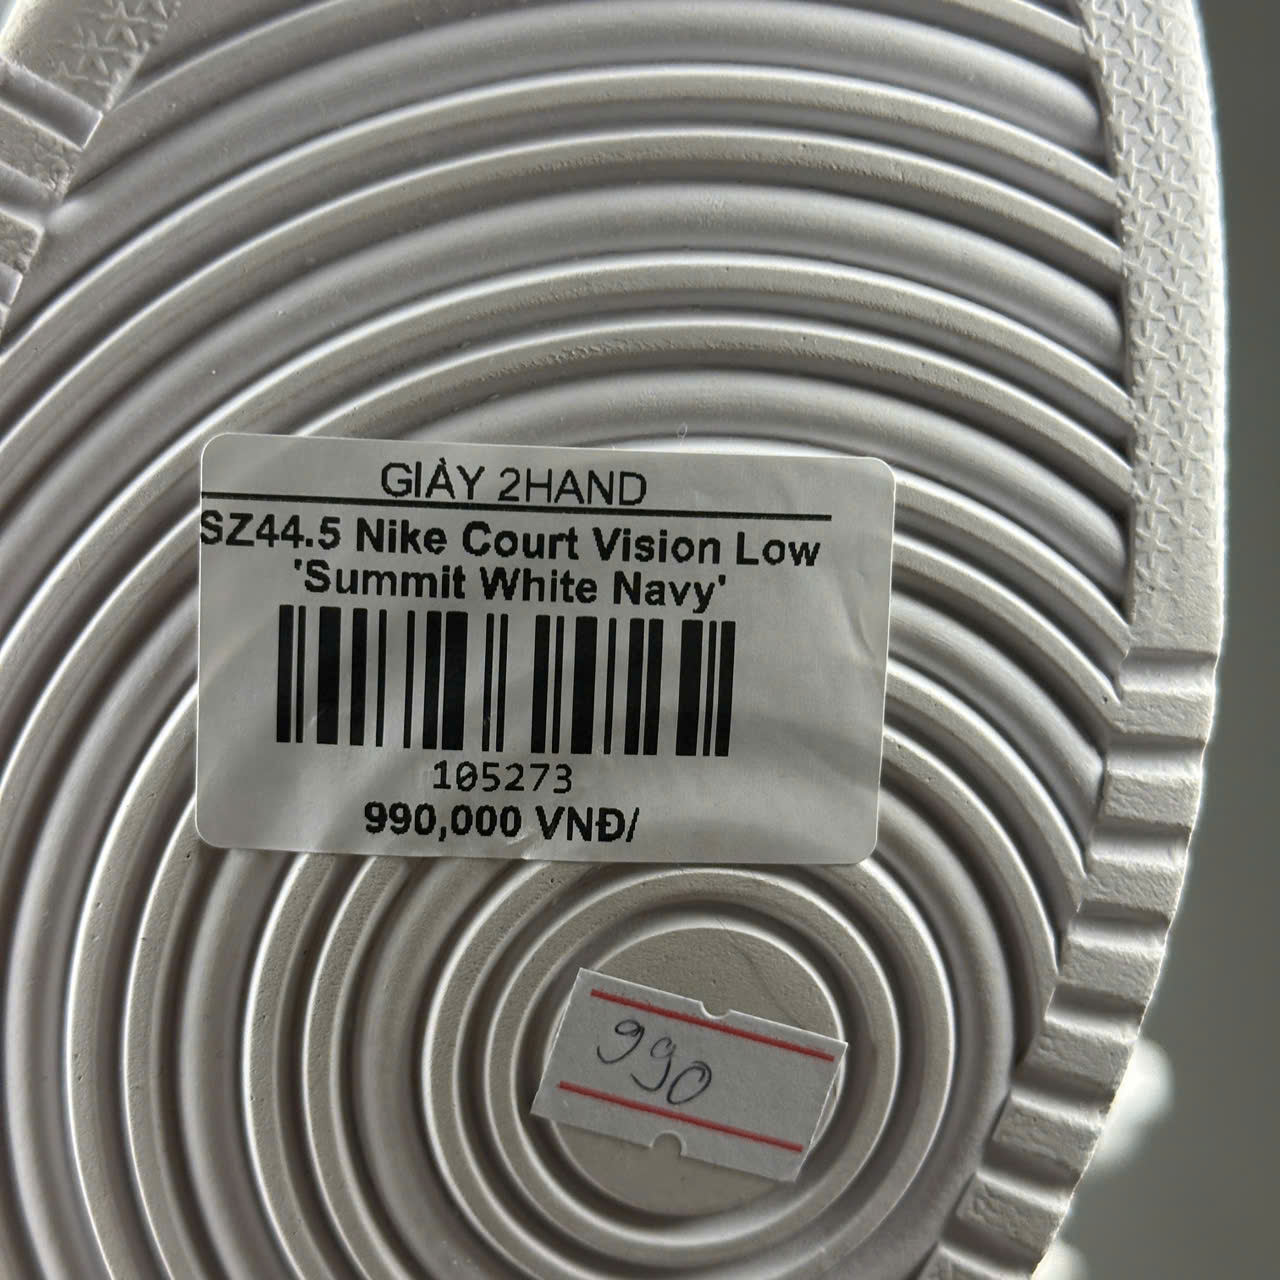 GIÀY 2HAND
SZ44.5 Nike Court Vision Low
'Summit White Navy'
105273
990,000 VNĐ/
990